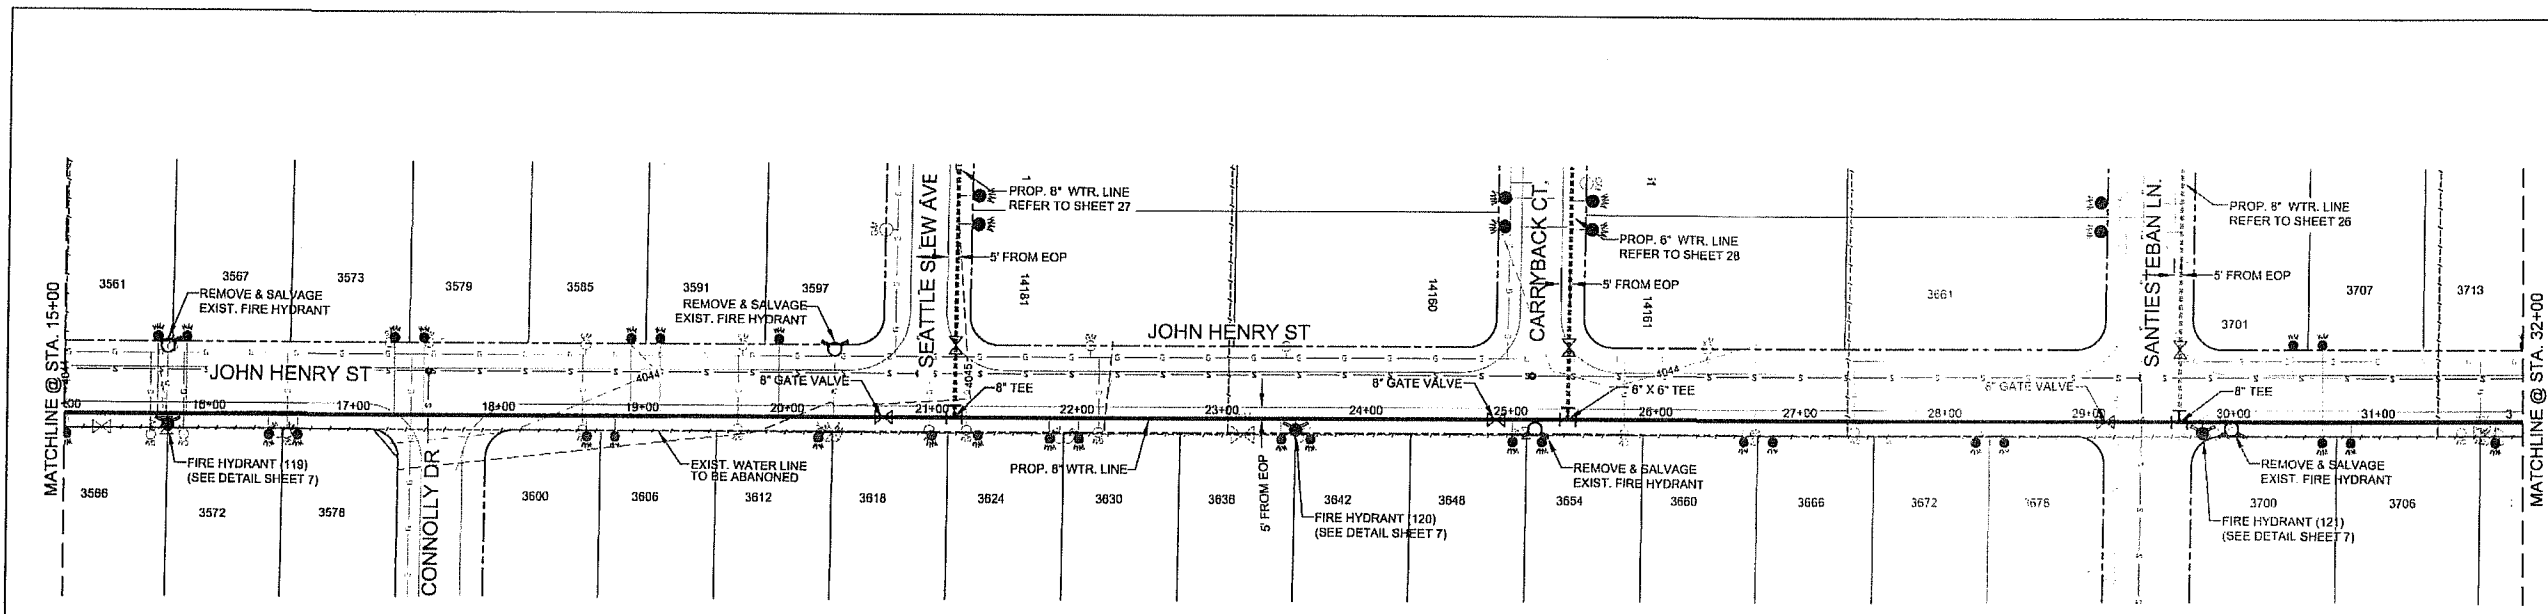 MATCHLINE @ STA. 15+00
3561
3567
3573
3579
3585
3591
3597
REMOVE & SALVAGE
EXIST. FIRE HYDRANT
REMOVE & SALVAGE
EXIST. FIRE HYDRANT
SEATTLE SLEW AVE
PROP. 8" WTR. LINE
REFER TO SHEET 27
5' FROM EOP
14181
14160
CARRYBACK CT.
PROP. 6" WTR. LINE
REFER TO SHEET 28
5' FROM EOP
14161
3661
SANTIESTEBAN LN.
PROP. 8" WTR. LINE
REFER TO SHEET 26
5' FROM EOP
3701
3707
3713
MATCHLINE @ STA. 32+00
JOHN HENRY ST
JOHN HENRY ST
4044
4045
4044
8" GATE VALVE
8" TEE
8" GATE VALVE
8" X 6" TEE
8" GATE VALVE
8" TEE
16+00
17+00
18+00
19+00
20+00
21+00
22+00
23+00
24+00
25+00
26+00
27+00
28+00
29+00
30+00
31+00
FIRE HYDRANT (119)
(SEE DETAIL SHEET 7)
CONNOLLY DR
EXIST. WATER LINE
TO BE ABANONED
PROP. 8" WTR. LINE
5' FROM EOP
FIRE HYDRANT (120)
(SEE DETAIL SHEET 7)
REMOVE & SALVAGE
EXIST. FIRE HYDRANT
REMOVE & SALVAGE
EXIST. FIRE HYDRANT
FIRE HYDRANT (121)
(SEE DETAIL SHEET 7)
3566
3572
3578
3600
3606
3612
3618
3624
3630
3636
3642
3648
3654
3660
3666
3672
3678
3700
3706